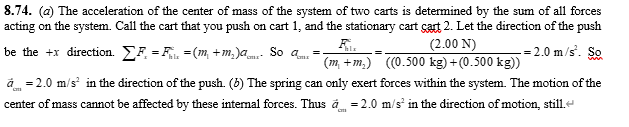 8.74. (a) The acceleration of the center of mass of the system of two carts is determined by the sum of all forces
acting on the system. Call the cart that you push on cart 1, and the stationary cart cart 2. Let the direction of the push
be the +x direction. ΣFₓ = F_h1x = (m₁ + m₂)a_cmx. So a_cmx = F_h1x / (m₁ + m₂) = (2.00 N) / ((0.500 kg) + (0.500 kg)) = 2.0 m/s². So
a⃗_cm = 2.0 m/s² in the direction of the push. (b) The spring can only exert forces within the system. The motion of the
center of mass cannot be affected by these internal forces. Thus a⃗_cm = 2.0 m/s² in the direction of motion, still.↵